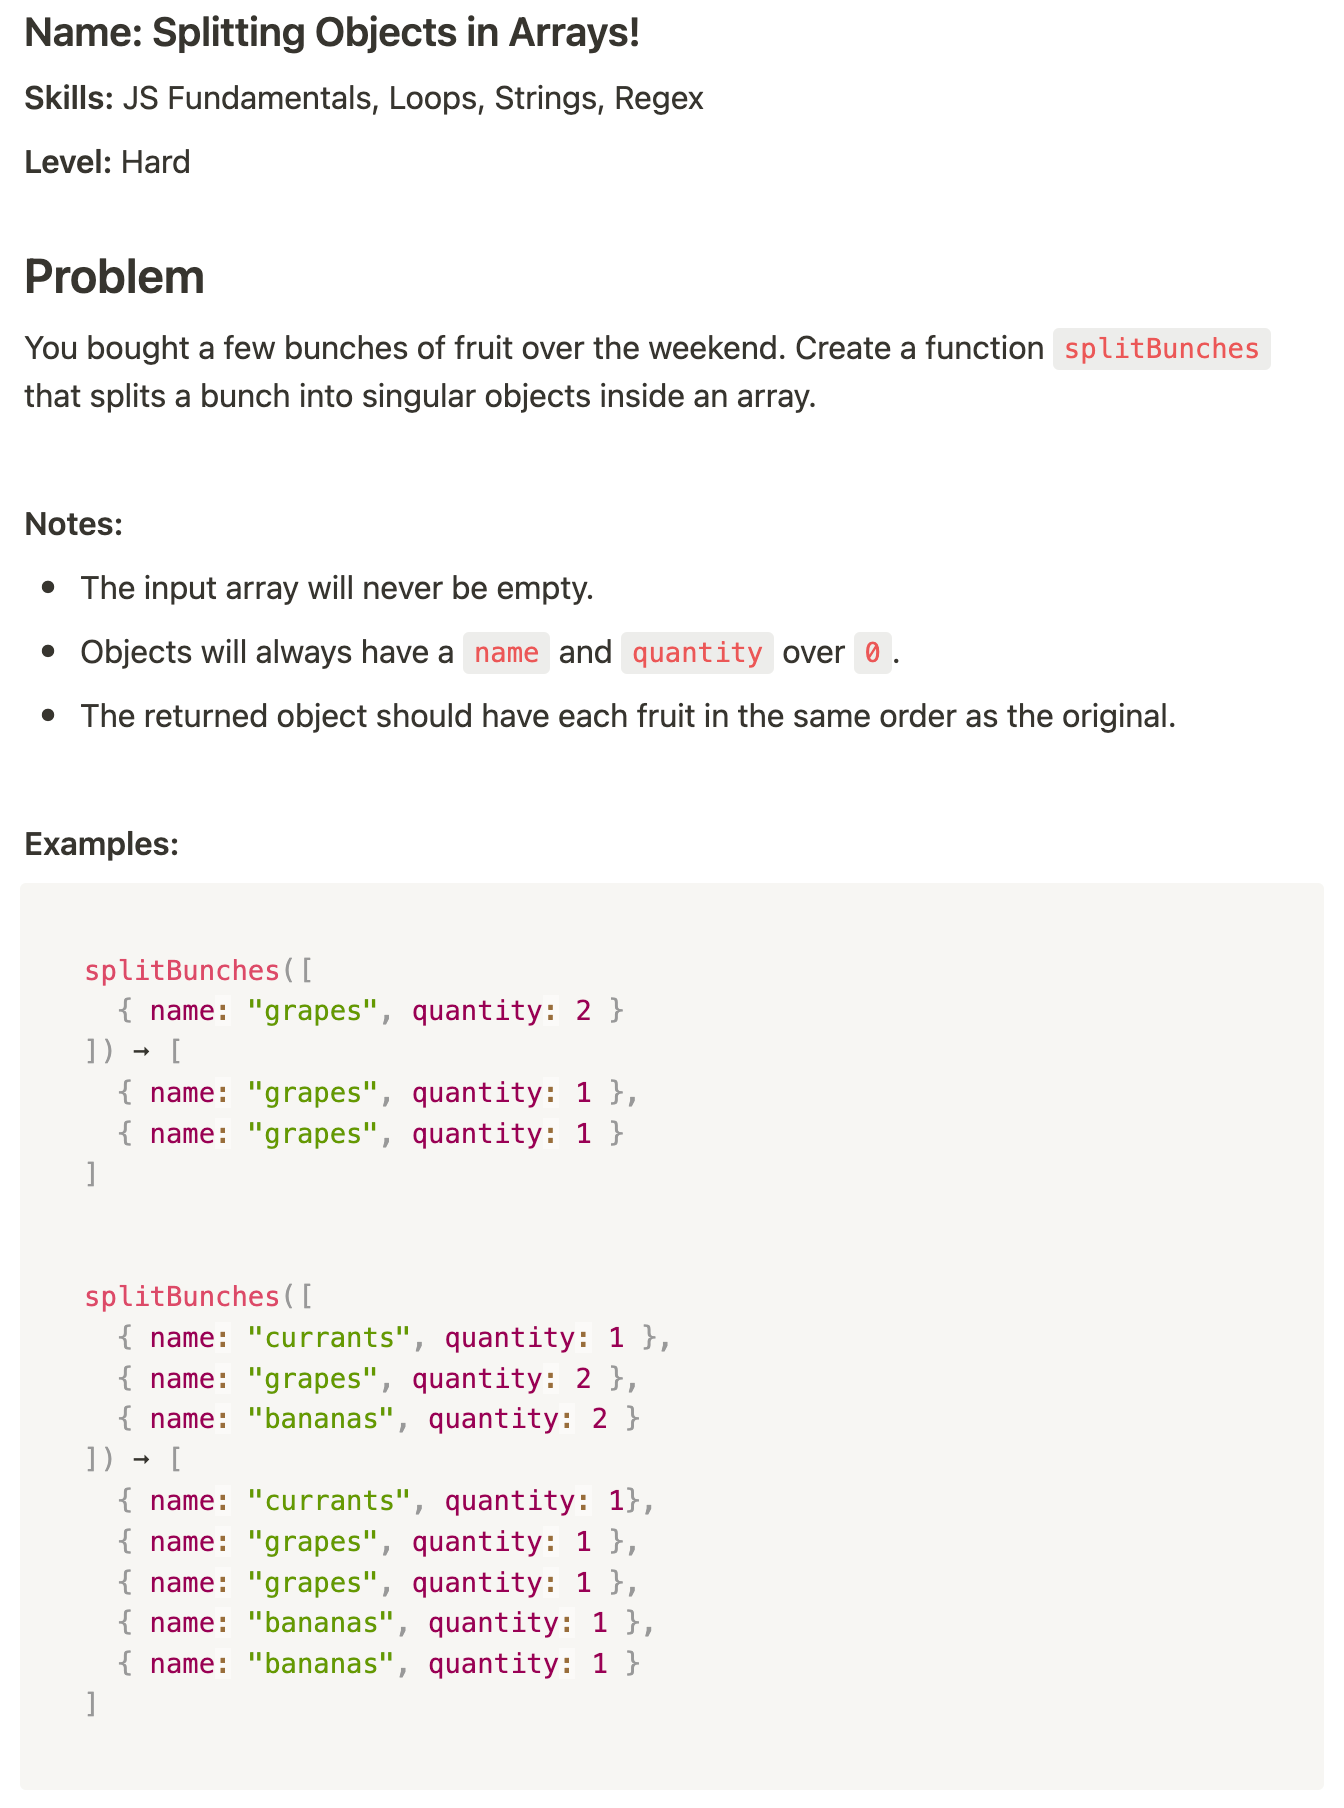 Name: Splitting Objects in Arrays!
Skills: JS Fundamentals, Loops, Strings, Regex
Level: Hard
Problem
You bought a few bunches of fruit over the weekend. Create a function splitBunches
that splits a bunch into singular objects inside an array.
Notes:
• The input array will never be empty.
• Objects will always have a name and quantity over 0.
• The returned object should have each fruit in the same order as the original.
Examples:
splitBunches([
  { name: "grapes", quantity: 2 }
]) → [
  { name: "grapes", quantity: 1 },
  { name: "grapes", quantity: 1 }
]
splitBunches([
  { name: "currants", quantity: 1 },
  { name: "grapes", quantity: 2 },
  { name: "bananas", quantity: 2 }
]) → [
  { name: "currants", quantity: 1},
  { name: "grapes", quantity: 1 },
  { name: "grapes", quantity: 1 },
  { name: "bananas", quantity: 1 },
  { name: "bananas", quantity: 1 }
]